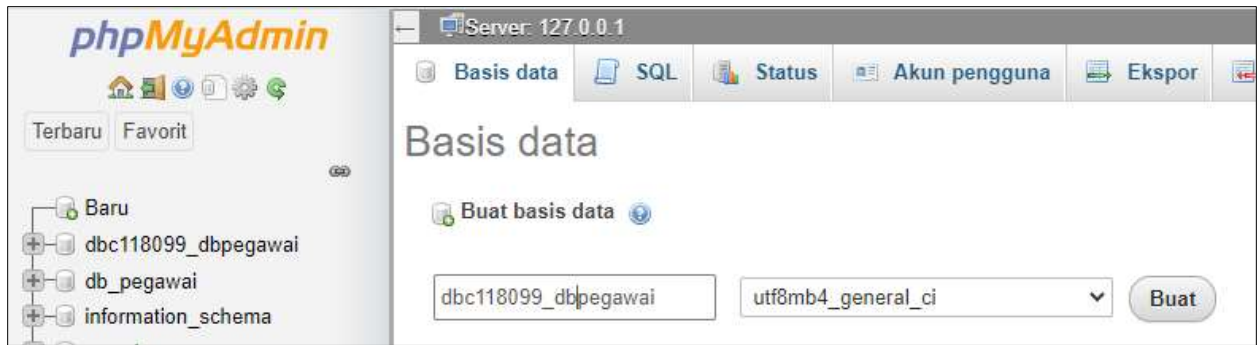 phpMyAdmin
Terbaru Favorit
Baru
dbc118099_dbpegawai
db_pegawai
information_schema
Server: 127.0.0.1
Basis data SQL Status Akun pengguna Ekspor
Basis data
Buat basis data
dbc118099_dbpegawai utf8mb4_general_ci Buat